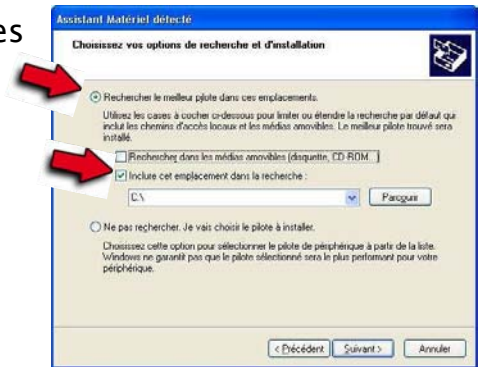 es
Assistant Matériel détecté
Choisissez vos options de recherche et d'installation
Rechercher le meilleur pilote dans ces emplacements.
Utilisez les cases à cocher ci-dessous pour limiter ou étendre la recherche par défaut qui
inclut les chemins d'accès locaux et les médias amovibles. Le meilleur pilote trouvé sera
installé.
Rechercher dans les médias amovibles (disquette, CD-ROM...)
Inclure cet emplacement dans la recherche :
C:\
Parcourir
Ne pas rechercher. Je vais choisir le pilote à installer.
Choisissez cette option pour sélectionner le pilote de périphérique à partir de la liste.
Windows ne garantit pas que le pilote sélectionné sera le plus performant pour votre
périphérique.
< Précédent Suivant > Annuler